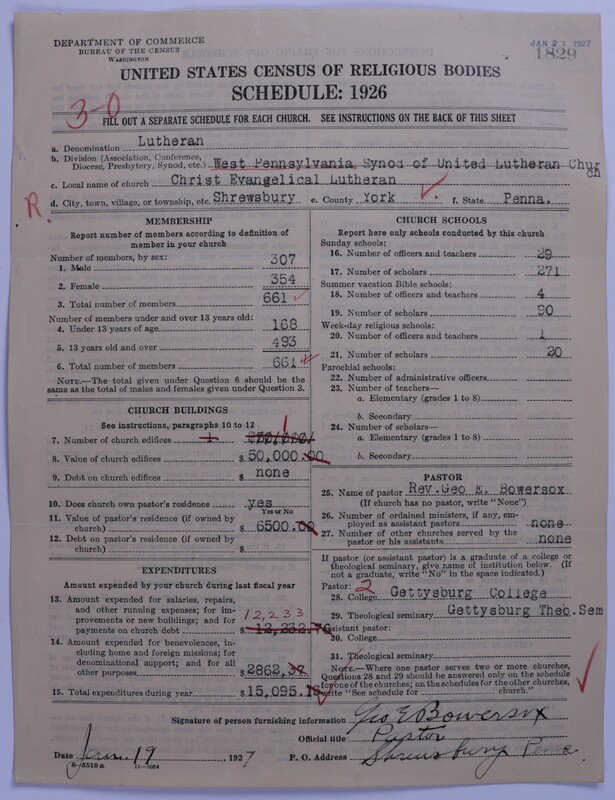 DEPARTMENT OF COMMERCE
BUREAU OF THE CENSUS
WASHINGTON
JAN 21 1927
1829
UNITED STATES CENSUS OF RELIGIOUS BODIES
SCHEDULE: 1926
3-0
FILL OUT A SEPARATE SCHEDULE FOR EACH CHURCH. SEE INSTRUCTIONS ON THE BACK OF THIS SHEET
a. Denomination Lutheran
b. Division (Association, Conference, Diocese, Presbytery, Synod, etc.) West Pennsylvania Synod of United Lutheran Church
c. Local name of church Christ Evangelical Lutheran
R. d. City, town, village, or township, etc. Shrewsbury e. County York f. State Penna.
MEMBERSHIP
Report number of members according to definition of
member in your church
Number of members, by sex:
1. Male 307
2. Female 354
3. Total number of members 661
Number of members under and over 13 years old:
4. Under 13 years of age 168
5. 13 years old and over 493
6. Total number of members 661
NOTE.—The total given under Question 6 should be the
same as the total of males and females given under Question 3.
CHURCH BUILDINGS
See instructions, paragraphs 10 to 12
7. Number of church edifices 1 1
8. Value of church edifices $50,000.00
9. Debt on church edifices $ none
10. Does church own pastor's residence yes
Yes or No
11. Value of pastor's residence (if owned by
church) $ 6500.00
12. Debt on pastor's residence (if owned by
church) $
EXPENDITURES
Amount expended by your church during last fiscal year
13. Amount expended for salaries, repairs,
and other running expenses; for im-
provements or new buildings; and for
payments on church debt $ 12,232.76 12,233
14. Amount expended for benevolences, in-
cluding home and foreign missions; for
denominational support; and for all
other purposes $2862.37
15. Total expenditures during year $15,095.
CHURCH SCHOOLS
Report here only schools conducted by this church
Sunday schools:
16. Number of officers and teachers 29
17. Number of scholars 271
Summer vacation Bible schools:
18. Number of officers and teachers 4
19. Number of scholars 90
Week-day religious schools:
20. Number of officers and teachers 1
21. Number of scholars 20
Parochial schools:
22. Number of administrative officers
23. Number of teachers—
a. Elementary (grades 1 to 8)
b. Secondary
24. Number of scholars—
a. Elementary (grades 1 to 8)
b. Secondary
PASTOR
25. Name of pastor Rev.Geo E. Bowersox
(If church has no pastor, write "None")
26. Number of ordained ministers, if any, em-
ployed as assistant pastors none
27. Number of other churches served by the
pastor or his assistants none
If pastor (or assistant pastor) is a graduate of a college or
theological seminary, give name of institution below. (If
not a graduate, write "No" in the space indicated.)
Pastor: 2
28. College Gettysburg College
29. Theological seminary Gettysburg Theo.Sem
Assistant pastor:
30. College
31. Theological seminary
NOTE.—Where one pastor serves two or more churches,
Questions 28 and 29 should be answered only on the schedule
for one of the churches; on the schedules for the other churches,
write "See schedule for church."
Signature of person furnishing information Geo E Bowersox
Official title Pastor
Date Jan. 19, 1927 P. O. Address Shrewsbury Penna
8-5518a 11-9084